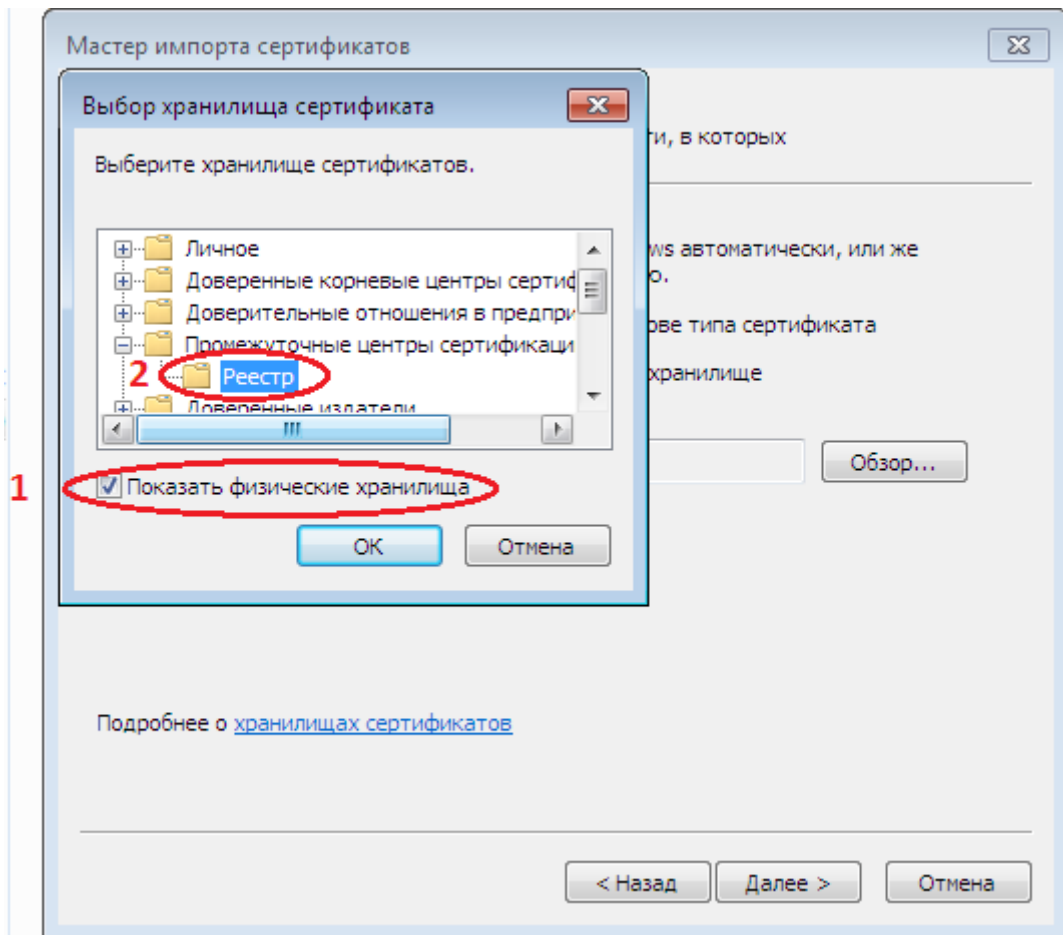 Мастер импорта сертификатов
Выбор хранилища сертификата
ти, в которых
Выберите хранилище сертификатов.
Личное
ws автоматически, или же
Доверенные корневые центры сертиф
о.
Доверительные отношения в предпри
ове типа сертификата
Промежуточные центры сертификаци
хранилище
2 Реестр
Доверенные издатели
Обзор...
1 Показать физические хранилища
ОК Отмена
Подробнее о хранилищах сертификатов
< Назад Далее > Отмена